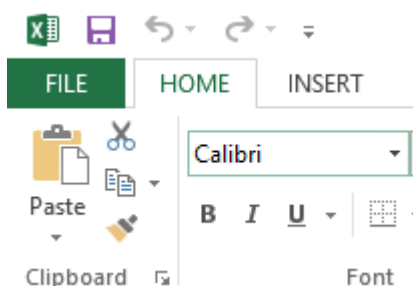 FILE HOME INSERT
Calibri
Paste
B I U
Clipboard Font